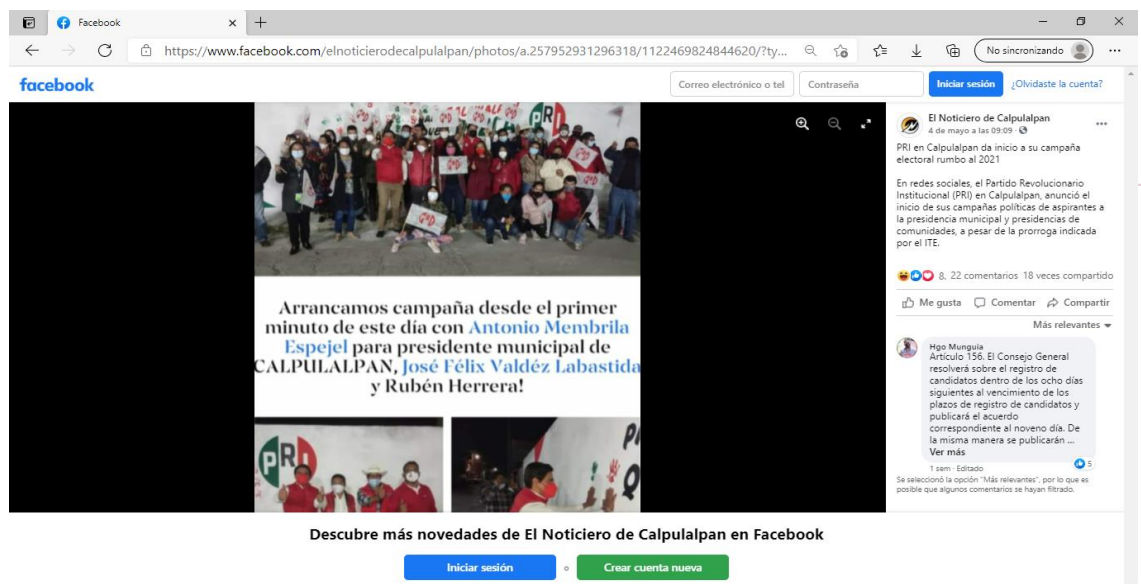 Facebook
https://www.facebook.com/elnoticierodecalpulalpan/photos/a.257952931296318/1122469824844620/?ty...
No sincronizando
facebook
Correo electrónico o tel
Contraseña
Iniciar sesión
¿Olvidaste la cuenta?
PRI
Arrancamos campaña desde el primer
minuto de este día con Antonio Membrila
Espejel para presidente municipal de
CALPULALPAN, José Félix Valdéz Labastida
y Rubén Herrera!
PRI
El Noticiero de Calpulalpan
4 de mayo a las 09:09
PRI en Calpulalpan da inicio a su campaña
electoral rumbo al 2021
En redes sociales, el Partido Revolucionario
Institucional (PRI) en Calpulalpan, anunció el
inicio de sus campañas políticas de aspirantes a
la presidencia municipal y presidencias de
comunidades, a pesar de la prorroga indicada
por el ITE.
8, 22 comentarios 18 veces compartido
Me gusta Comentar Compartir
Más relevantes
Hgo Munguia
Artículo 156. El Consejo General
resolverá sobre el registro de
candidatos dentro de los ocho días
siguientes al vencimiento de los
plazos de registro de candidatos y
publicará el acuerdo
correspondiente al noveno día. De
la misma manera se publicarán ...
Ver más
1 sem · Editado
5
Se seleccionó la opción "Más relevantes", por lo que es
posible que algunos comentarios se hayan filtrado.
Descubre más novedades de El Noticiero de Calpulalpan en Facebook
Iniciar sesión
o
Crear cuenta nueva